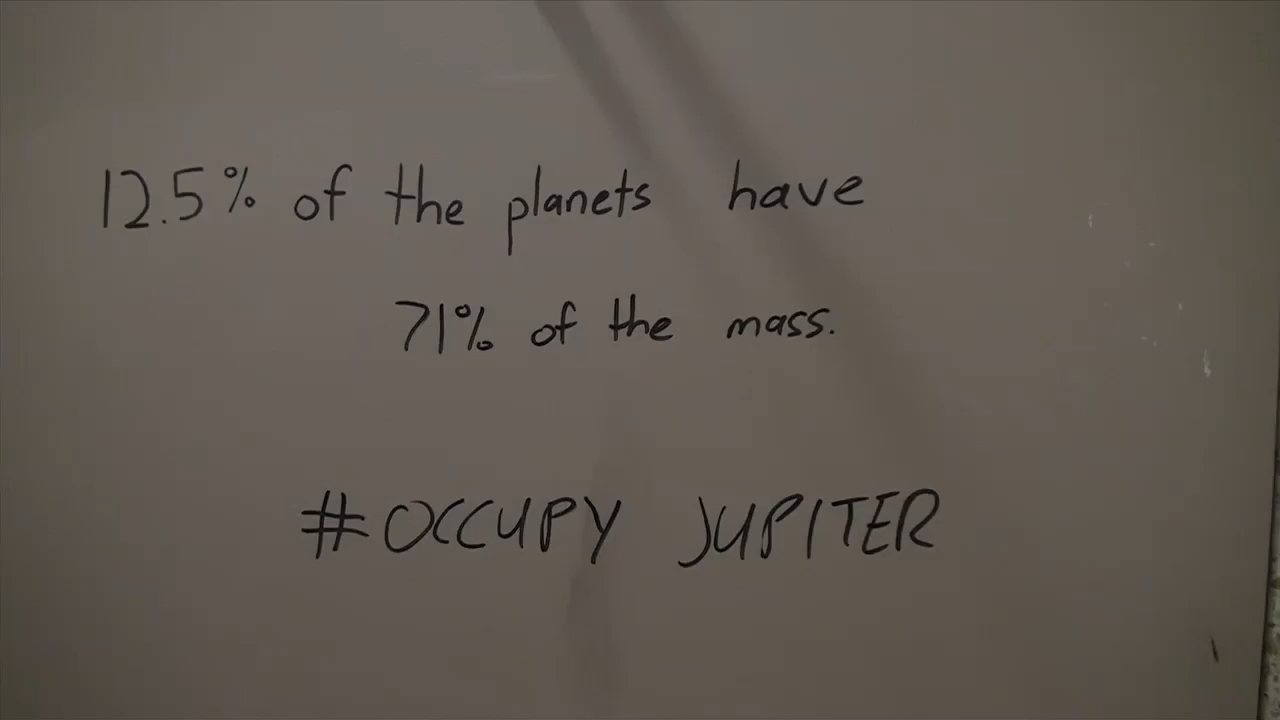 12.5% of the planets have
71% of the mass.
#OCCUPY JUPITER